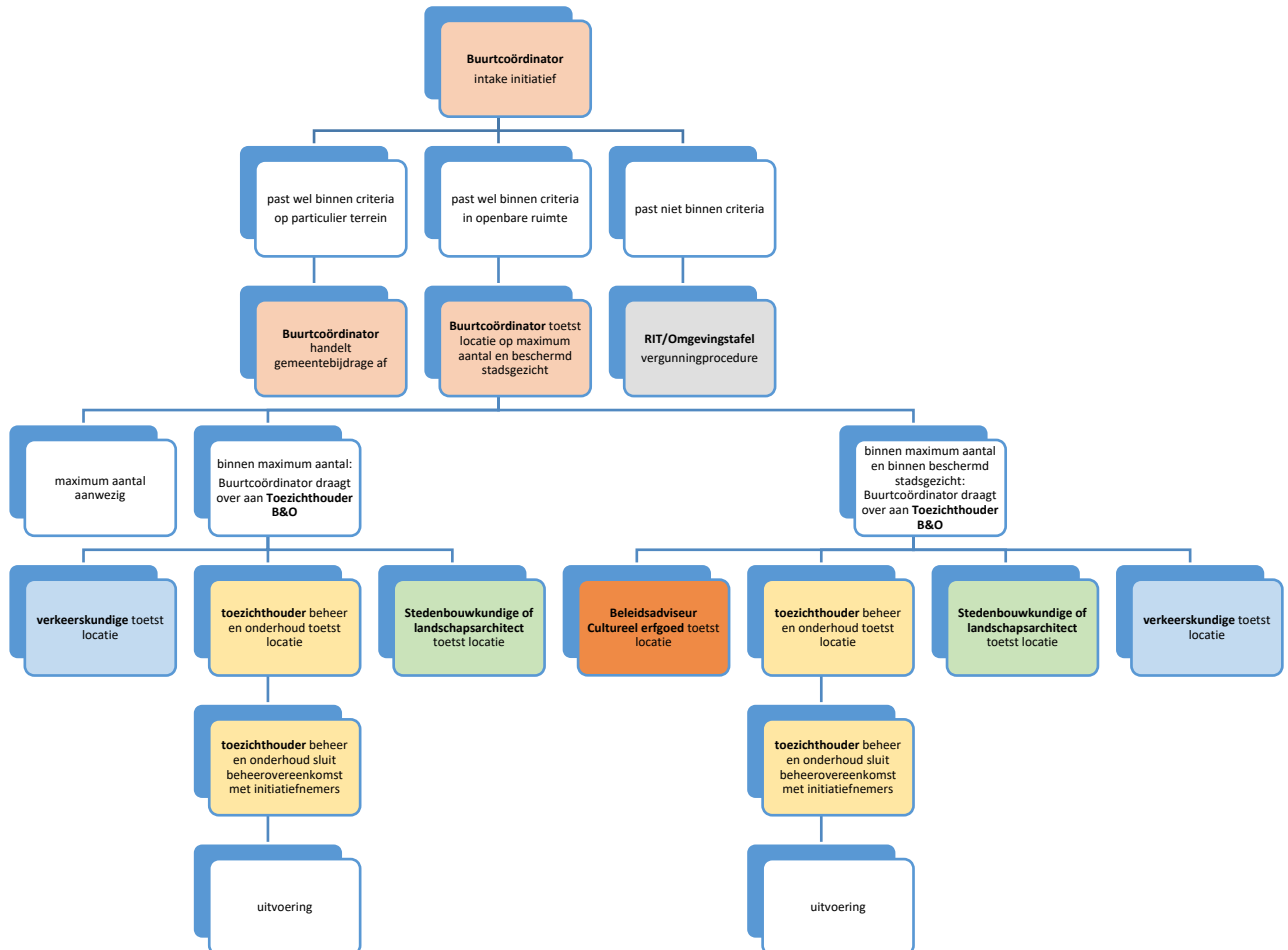 Buurtcoördinator
intake initiatief
past wel binnen criteria
op particulier terrein
past wel binnen criteria
in openbare ruimte
past niet binnen criteria
Buurtcoördinator
handelt
gemeentebijdrage af
Buurtcoördinator toetst
locatie op maximum
aantal en beschermd
stadsgezicht
RIT/Omgevingstafel
vergunningprocedure
maximum aantal
aanwezig
binnen maximum aantal:
Buurtcoördinator draagt
over aan Toezichthouder
B&O
binnen maximum aantal
en binnen beschermd
stadsgezicht:
Buurtcoördinator draagt
over aan Toezichthouder
B&O
verkeerskundige toetst
locatie
toezichthouder beheer
en onderhoud toetst
locatie
Stedenbouwkundige of
landschapsarchitect
toetst locatie
Beleidsadviseur
Cultureel erfgoed toetst
locatie
toezichthouder beheer
en onderhoud toetst
locatie
Stedenbouwkundige of
landschapsarchitect
toetst locatie
verkeerskundige toetst
locatie
toezichthouder beheer
en onderhoud sluit
beheerovereenkomst
met initiatiefnemers
toezichthouder beheer
en onderhoud sluit
beheerovereenkomst
met initiatiefnemers
uitvoering
uitvoering